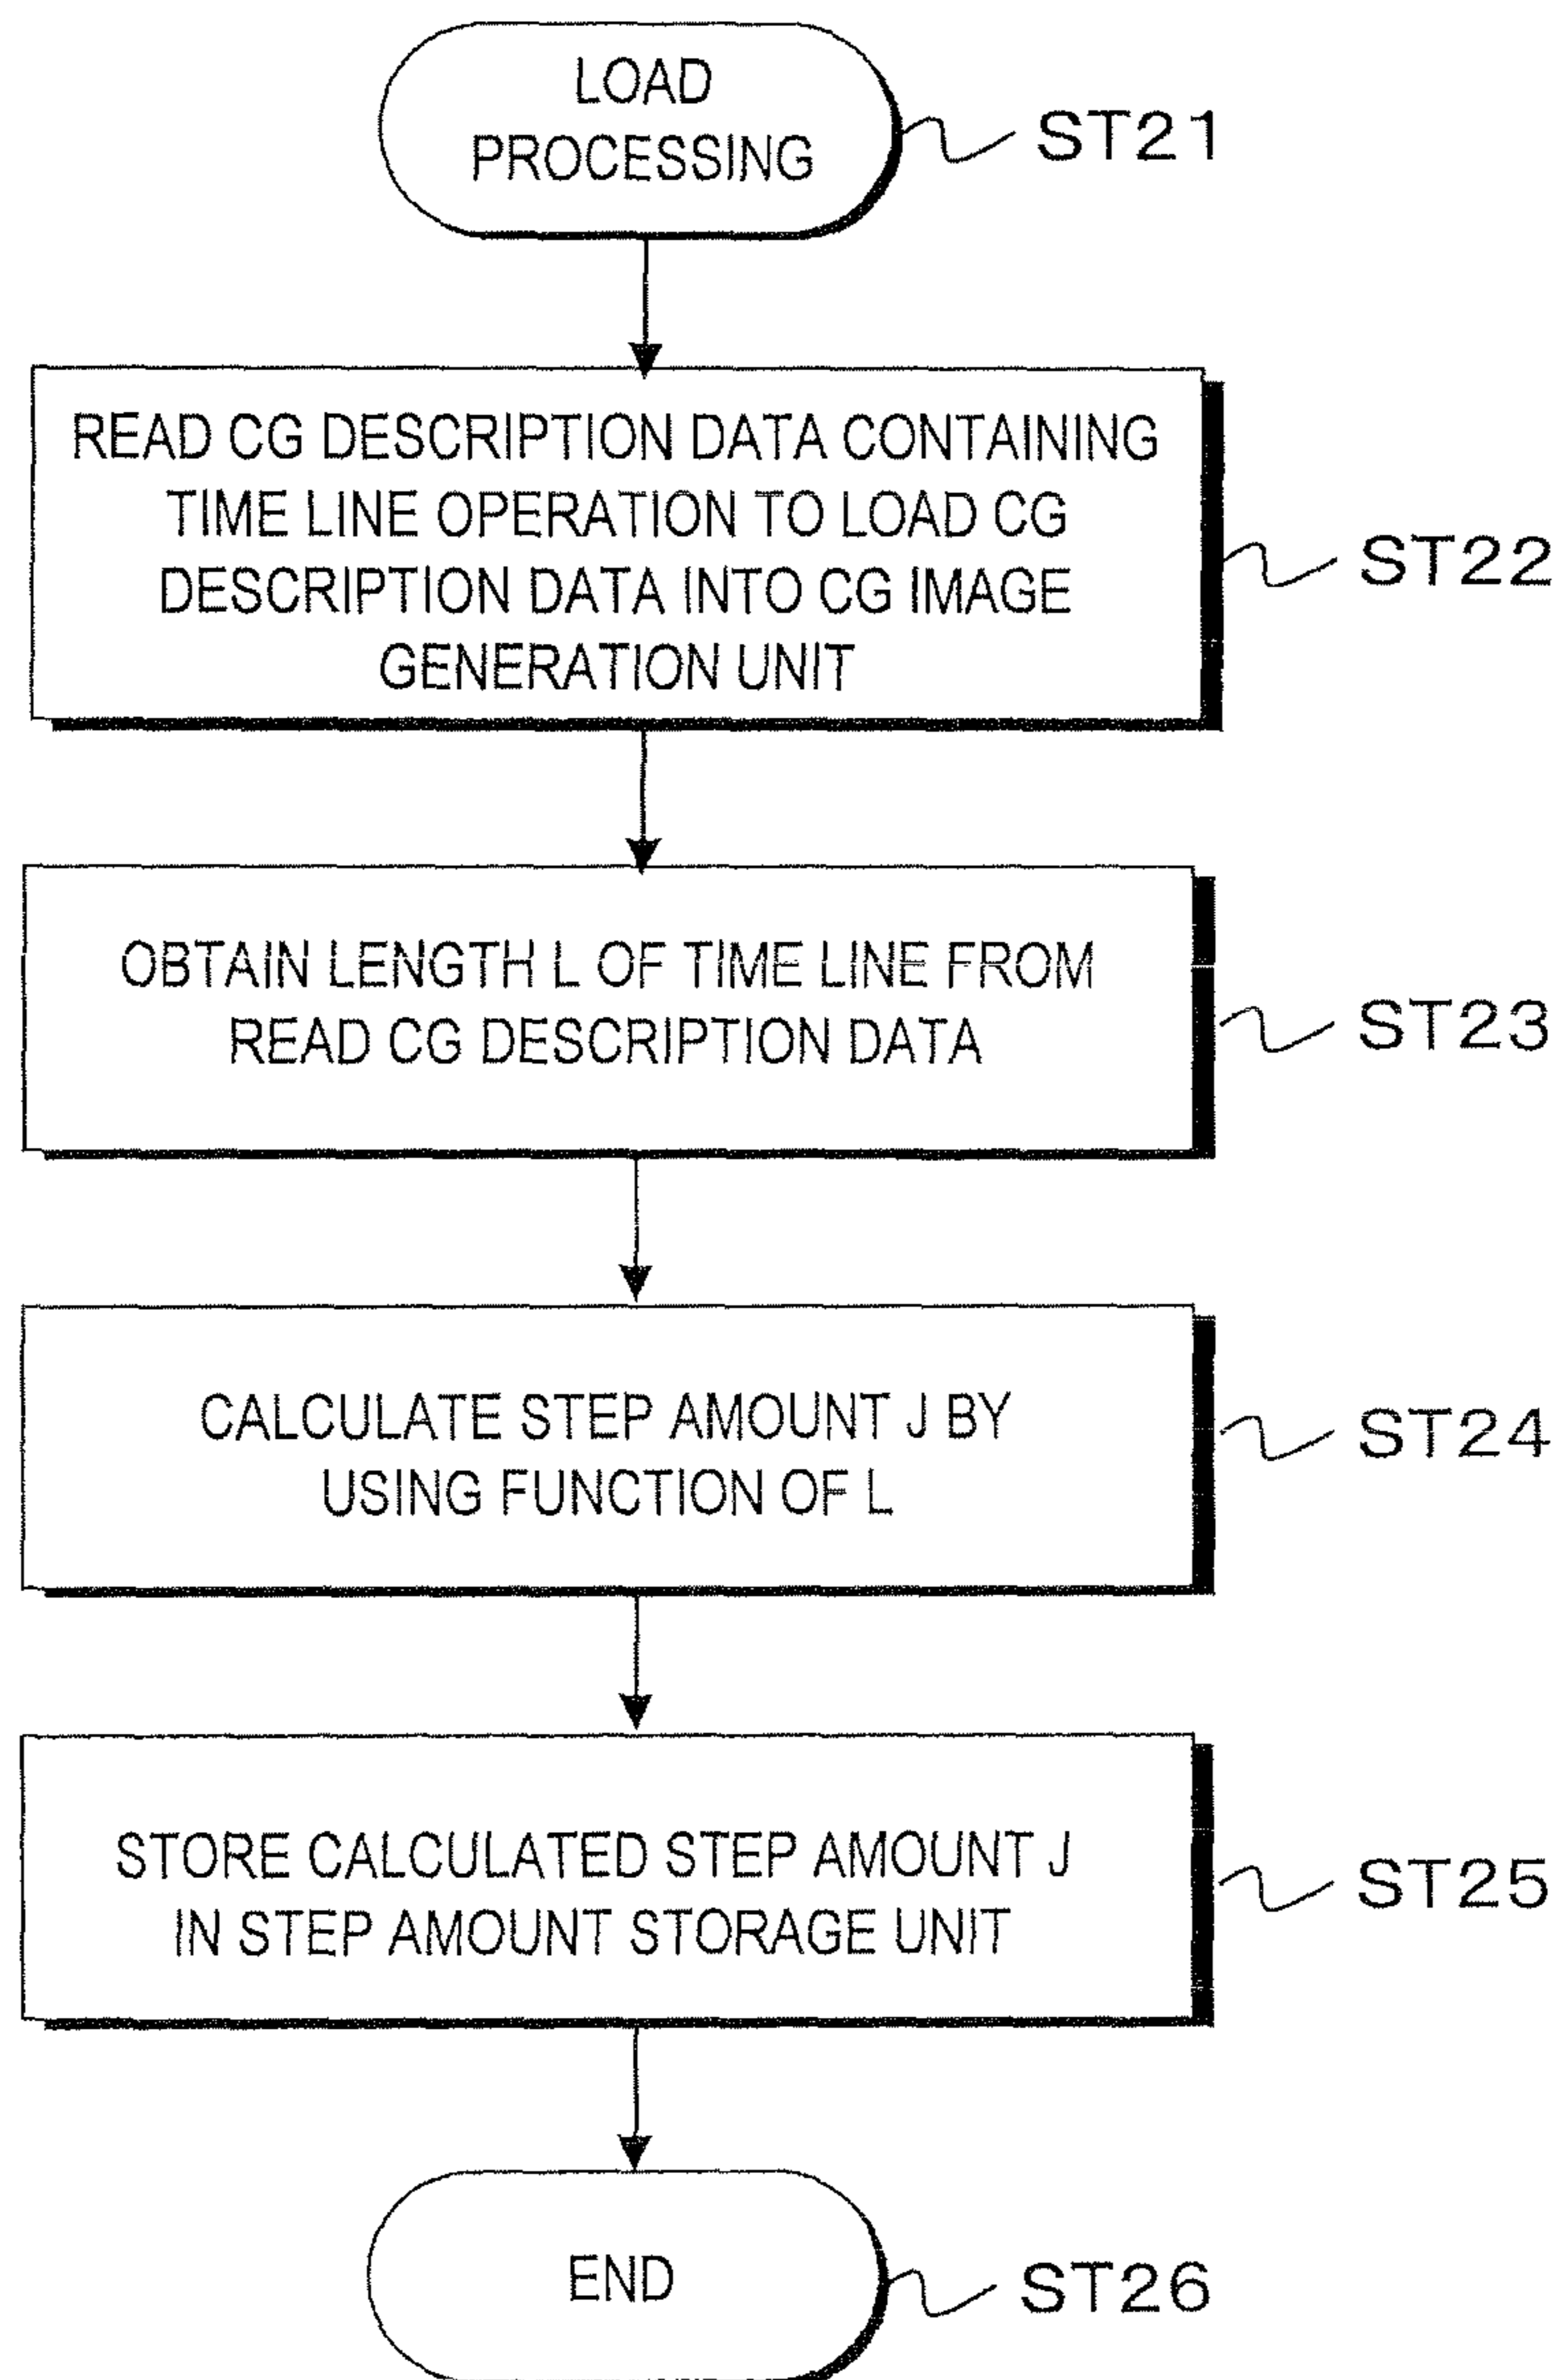 LOAD
PROCESSING
ST21
READ CG DESCRIPTION DATA CONTAINING
TIME LINE OPERATION TO LOAD CG
DESCRIPTION DATA INTO CG IMAGE
GENERATION UNIT
ST22
OBTAIN LENGTH L OF TIME LINE FROM
READ CG DESCRIPTION DATA
ST23
CALCULATE STEP AMOUNT J BY
USING FUNCTION OF L
ST24
STORE CALCULATED STEP AMOUNT J
IN STEP AMOUNT STORAGE UNIT
ST25
END
ST26